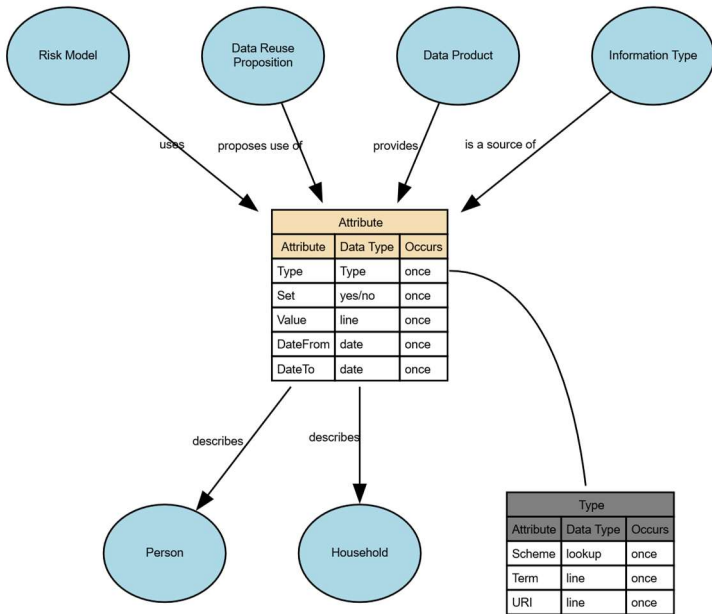 Risk Model
Data Reuse
Proposition
Data Product
Information Type
uses
proposes use of
provides
is a source of
Attribute
Attribute Data Type Occurs
Type Type once
Set yes/no once
Value line once
DateFrom date once
DateTo date once
describes
describes
Person
Household
Type
Attribute Data Type Occurs
Scheme lookup once
Term line once
URI line once